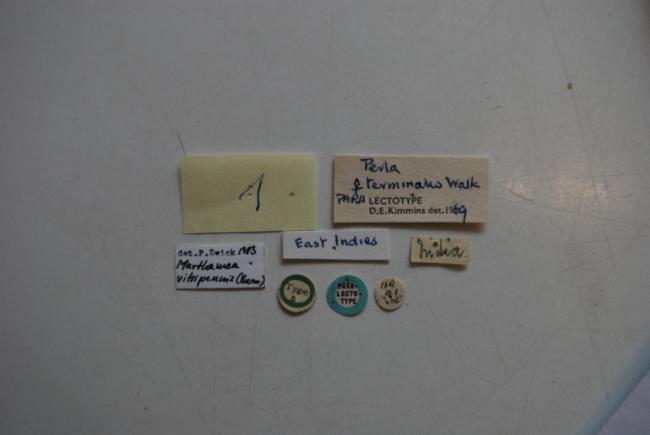 1
Perla
♀ terminalis Walk
PARA LECTOTYPE
D.E.Kimmins det.1969
East Indies
India
det.P.Zwick 1983
Marthamea
vitripennis (Burm)
Type
PARA-
LECTO-
TYPE